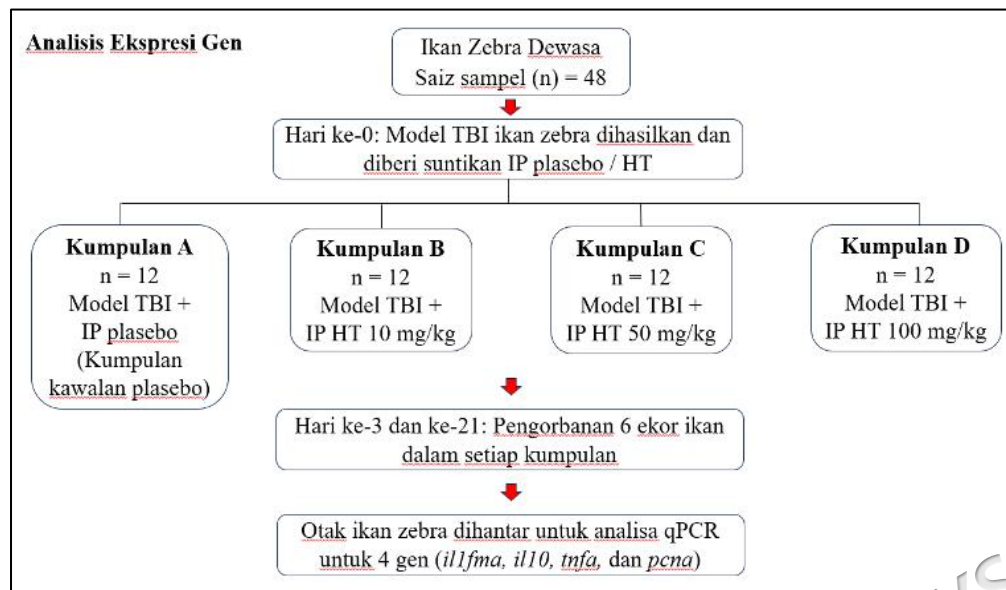 Analisis Ekspresi Gen
Ikan Zebra Dewasa
Saiz sampel (n) = 48
Hari ke-0: Model TBI ikan zebra dihasilkan dan
diberi suntikan IP plasebo / HT
Kumpulan A
n = 12
Model TBI +
IP plasebo
(Kumpulan
kawalan plasebo)
Kumpulan B
n = 12
Model TBI +
IP HT 10 mg/kg
Kumpulan C
n = 12
Model TBI +
IP HT 50 mg/kg
Kumpulan D
n = 12
Model TBI +
IP HT 100 mg/kg
Hari ke-3 dan ke-21: Pengorbanan 6 ekor ikan
dalam setiap kumpulan
Otak ikan zebra dihantar untuk analisa qPCR
untuk 4 gen (il1fma, il10, tnfa, dan pcna)